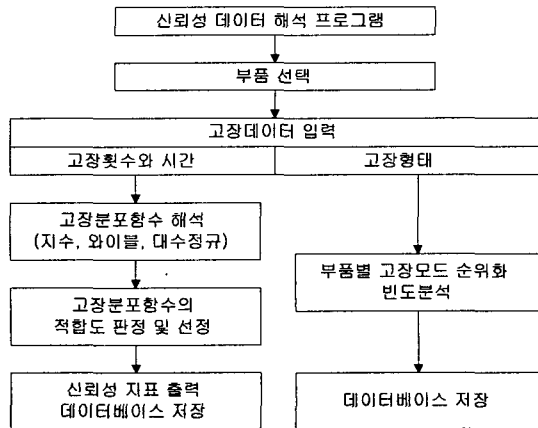 신뢰성 데이터 해석 프로그램
부품 선택
고장데이터 입력
고장횟수와 시간
고장형태
고장분포함수 해석
(지수, 와이블, 대수정규)
부품별 고장모드 순위화
빈도분석
고장분포함수의
적합도 판정 및 선정
신뢰성 지표 출력
데이터베이스 저장
데이터베이스 저장